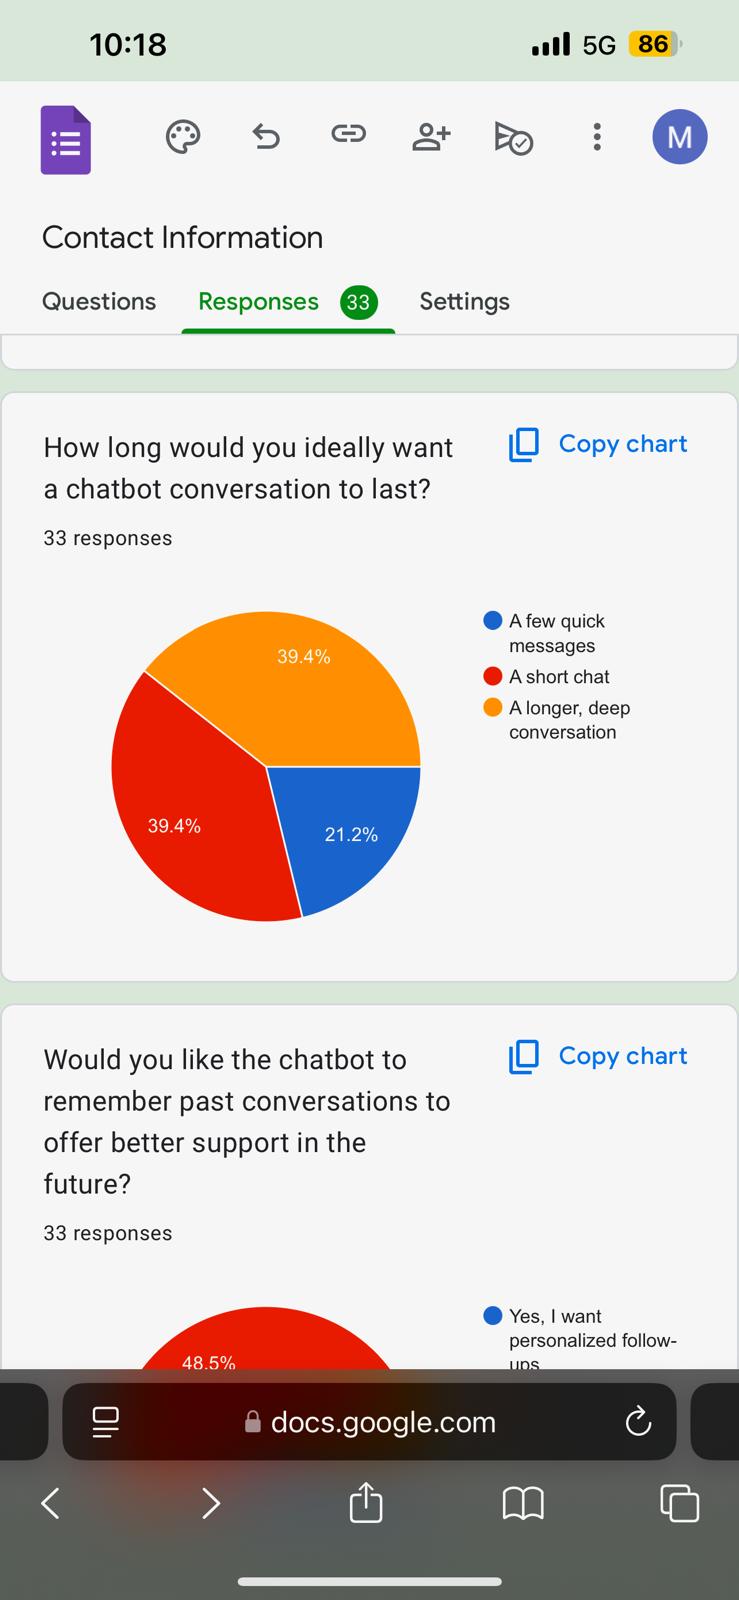 10:18
5G 86
M
Contact Information
Questions Responses 33 Settings
How long would you ideally want
a chatbot conversation to last?
Copy chart
33 responses
39.4%
39.4%
21.2%
A few quick
messages
A short chat
A longer, deep
conversation
Would you like the chatbot to
remember past conversations to
offer better support in the
future?
Copy chart
33 responses
48.5%
Yes, I want
personalized follow-
ups
docs.google.com